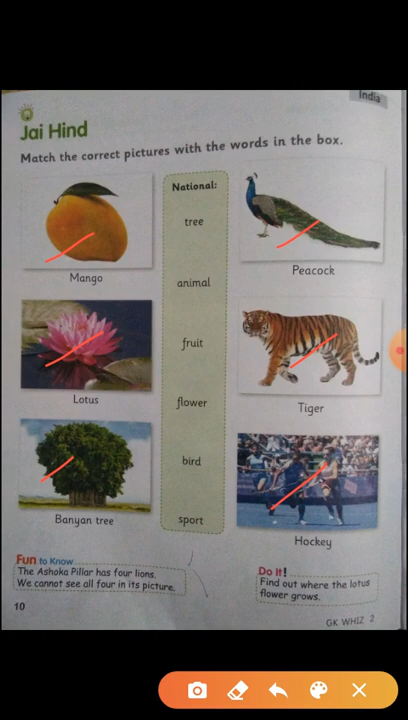 India
Jai Hind
Match the correct pictures with the words in the box.
National:
tree
animal
fruit
flower
bird
sport
Mango
Lotus
Banyan tree
Peacock
Tiger
Hockey
Fun to Know
The Ashoka Pillar has four lions.
We cannot see all four in its picture.
Do it!
Find out where the lotus
flower grows.
10
GK WHIZ 2